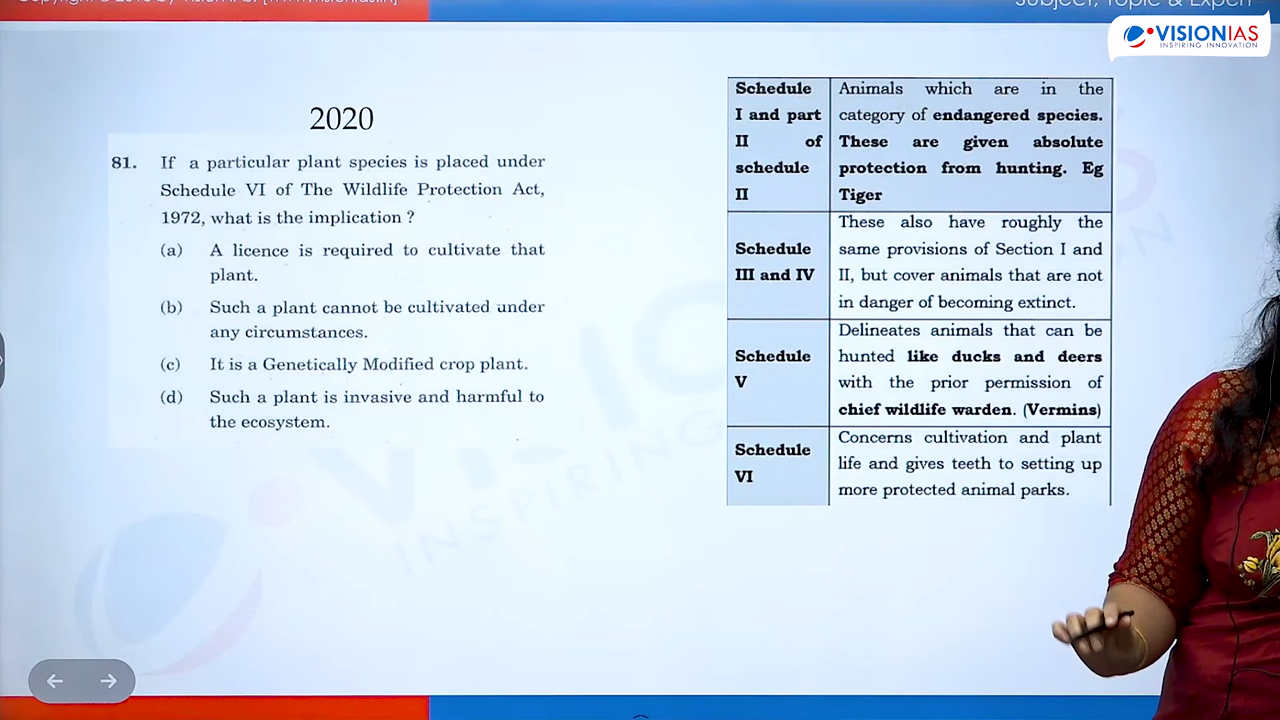 VISIONIAS
INSPIRING INNOVATION
2020
81. If a particular plant species is placed under
Schedule VI of The Wildlife Protection Act,
1972, what is the implication ?
(a) A licence is required to cultivate that
plant.
(b) Such a plant cannot be cultivated under
any circumstances.
(c) It is a Genetically Modified crop plant.
(d) Such a plant is invasive and harmful to
the ecosystem.
Schedule
I and part
II of
schedule
II
Animals which are in the
category of endangered species.
These are given absolute
protection from hunting. Eg
Tiger
Schedule
III and IV
These also have roughly the
same provisions of Section I and
II, but cover animals that are not
in danger of becoming extinct.
Schedule
V
Delineates animals that can be
hunted like ducks and deers
with the prior permission of
chief wildlife warden. (Vermins)
Schedule
VI
Concerns cultivation and plant
life and gives teeth to setting up
more protected animal parks.